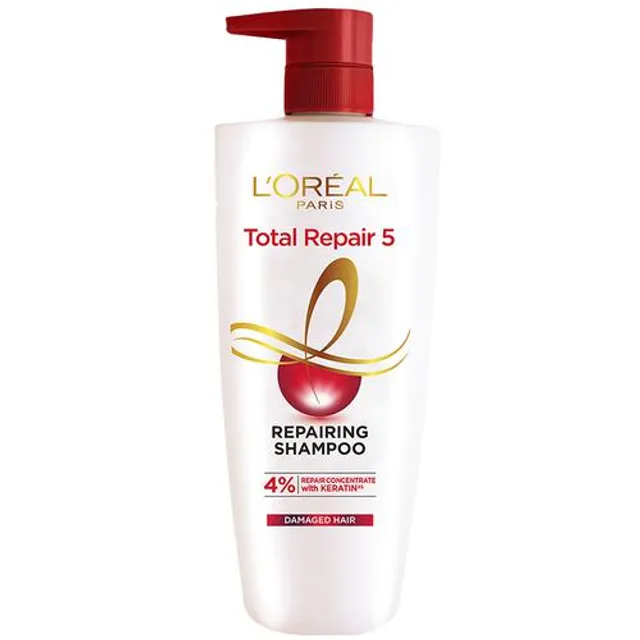 L'ORÉAL
PARIS
Total Repair 5
REPAIRING
SHAMPOO
4% REPAIR CONCENTRATE
with KERATIN
DAMAGED HAIR